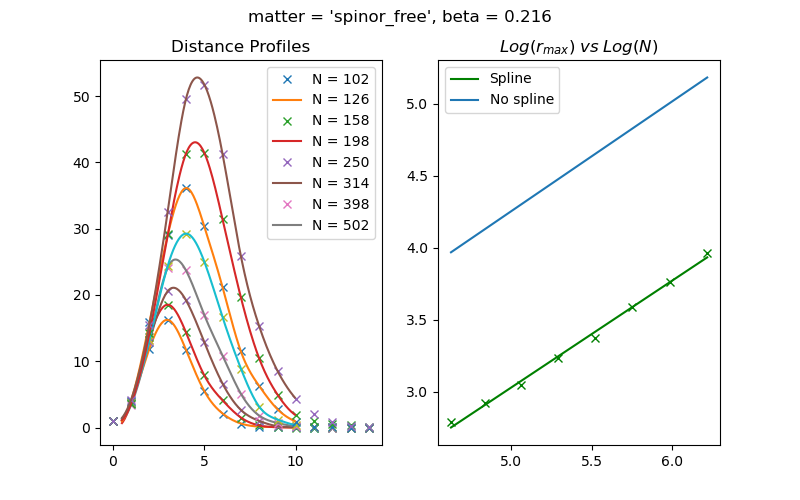 matter = 'spinor_free', beta = 0.216
Distance Profiles
N = 102
N = 126
N = 158
N = 198
N = 250
N = 314
N = 398
N = 502
50
40
30
20
10
0
0 5 10
Log(r_max) vs Log(N)
Spline
No spline
5.0
4.5
4.0
3.5
3.0
5.0 5.5 6.0